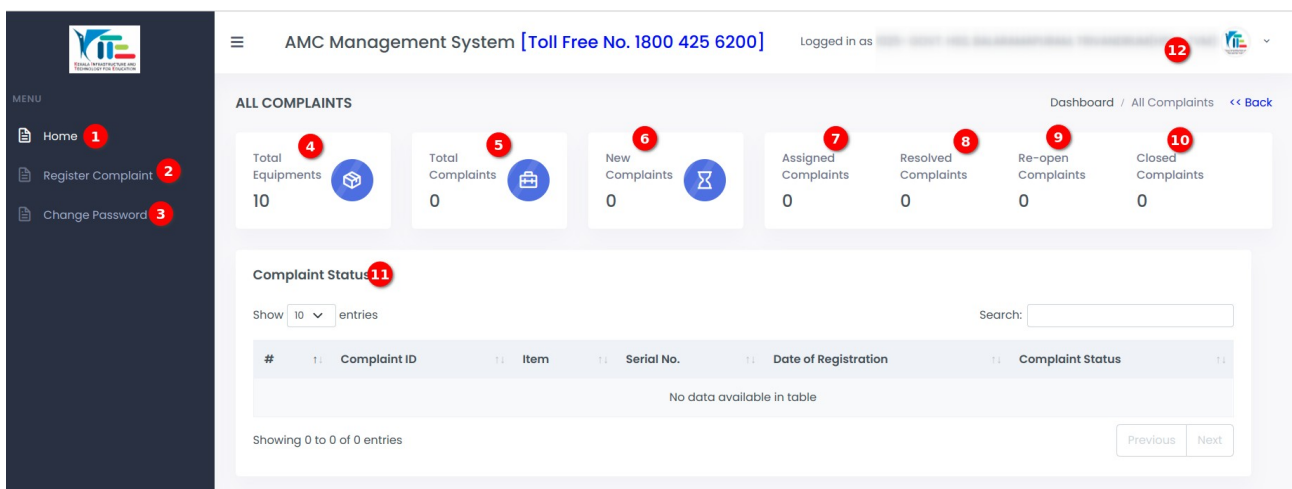 KERALA INFRASTRUCTURE AND
TECHNOLOGY FOR EDUCATION
AMC Management System [Toll Free No. 1800 425 6200]
Logged in as
12
MENU
Home 1
Register Complaint 2
Change Password 3
ALL COMPLAINTS
Dashboard / All Complaints << Back
4 5 6 7 8 9 10
Total Equipments
10
Total Complaints
0
New Complaints
0
Assigned Complaints
0
Resolved Complaints
0
Re-open Complaints
0
Closed Complaints
0
Complaint Status 11
Show 10 entries
Search:
# Complaint ID Item Serial No. Date of Registration Complaint Status
No data available in table
Showing 0 to 0 of 0 entries
Previous Next